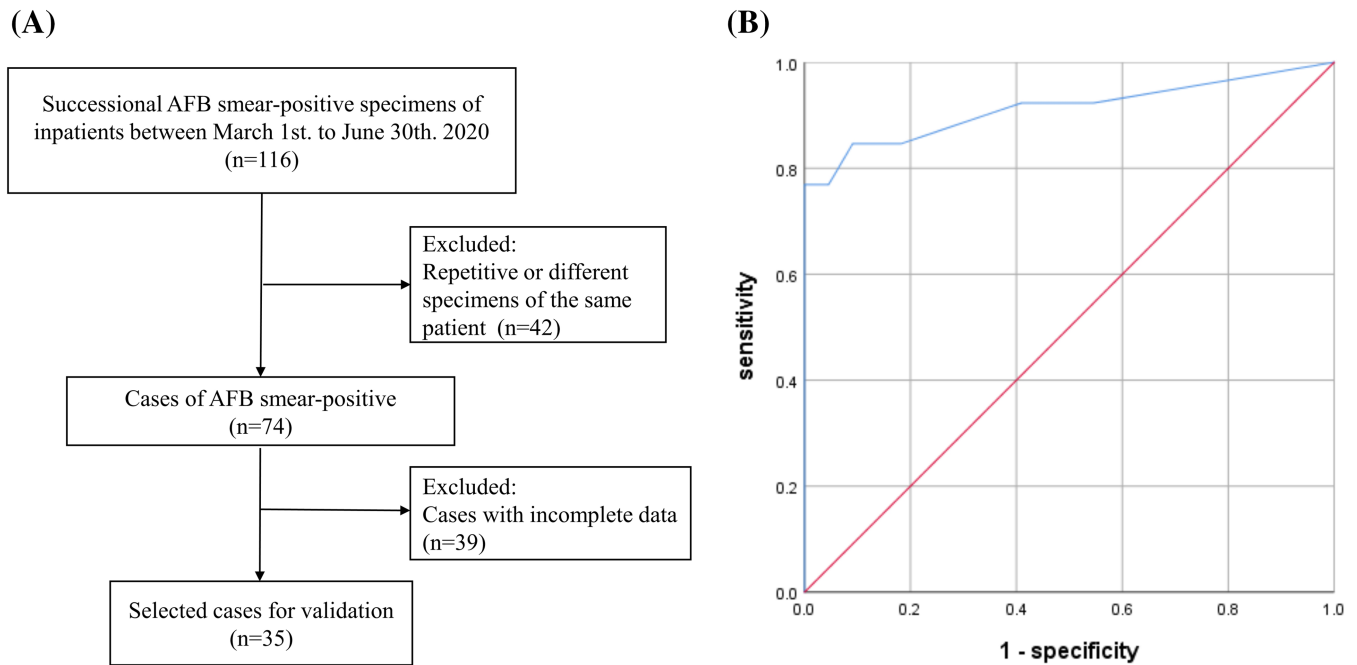 (A)
Successional AFB smear-positive specimens of
inpatients between March 1st. to June 30th. 2020
(n=116)
Excluded:
Repetitive or different
specimens of the same
patient (n=42)
Cases of AFB smear-positive
(n=74)
Excluded:
Cases with incomplete data
(n=39)
Selected cases for validation
(n=35)
(B)
1.0
0.8
0.6
0.4
0.2
0.0
sensitivity
0.0 0.2 0.4 0.6 0.8 1.0
1 - specificity